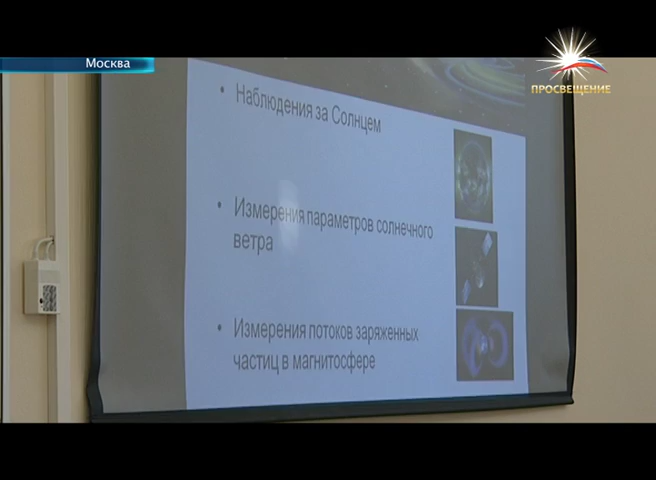 Москва
ПРОСВЕЩЕНИЕ
• Наблюдения за Солнцем
• Измерения параметров солнечного
ветра
• Измерения потоков заряженных
частиц в магнитосфере